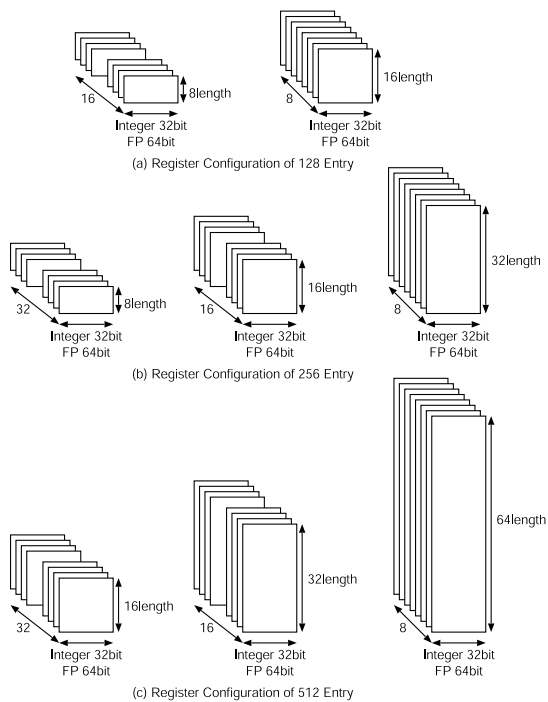 16
8length
Integer 32bit
FP 64bit
8
16length
Integer 32bit
FP 64bit
(a) Register Configuration of 128 Entry
32
8length
Integer 32bit
FP 64bit
16
16length
Integer 32bit
FP 64bit
8
32length
Integer 32bit
FP 64bit
(b) Register Configuration of 256 Entry
32
16length
Integer 32bit
FP 64bit
16
32length
Integer 32bit
FP 64bit
8
64length
Integer 32bit
FP 64bit
(c) Register Configuration of 512 Entry